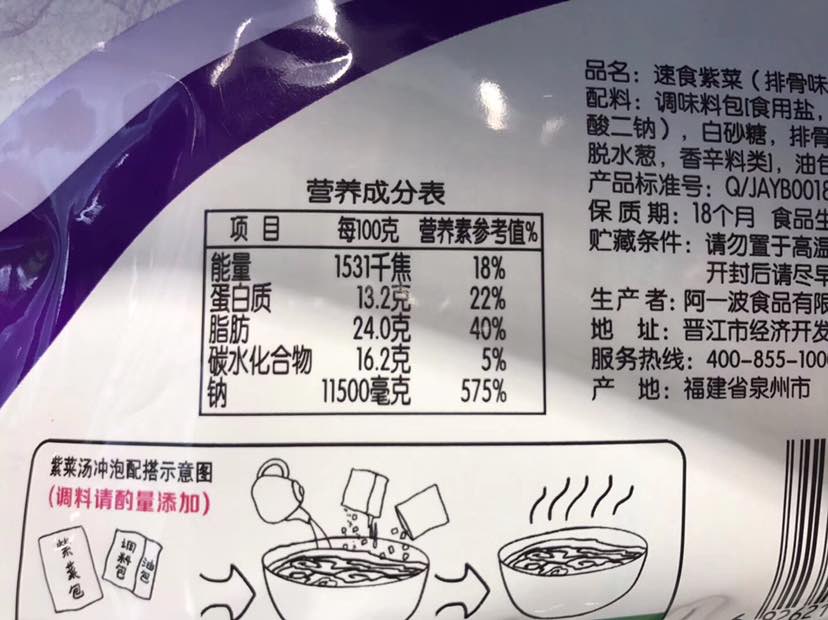 品名：速食紫菜（排骨味
配料：调味料包[食用盐，
酸二钠），白砂糖，排骨
脱水葱，香辛料类]，油包
产品标准号：Q/JAYB0018
保质期：18个月 食品生
贮藏条件：请勿置于高温
开封后请尽早
生产者：阿一波食品有限
地 址：晋江市经济开发
服务热线：400-855-100
产 地：福建省泉州市
营养成分表
项目 每100克 营养素参考值%
能量 1531千焦 18%
蛋白质 13.2克 22%
脂肪 24.0克 40%
碳水化合物 16.2克 5%
钠 11500毫克 575%
紫菜汤冲泡配搭示意图
（调料请酌量添加）
紫菜包
调料包
油包